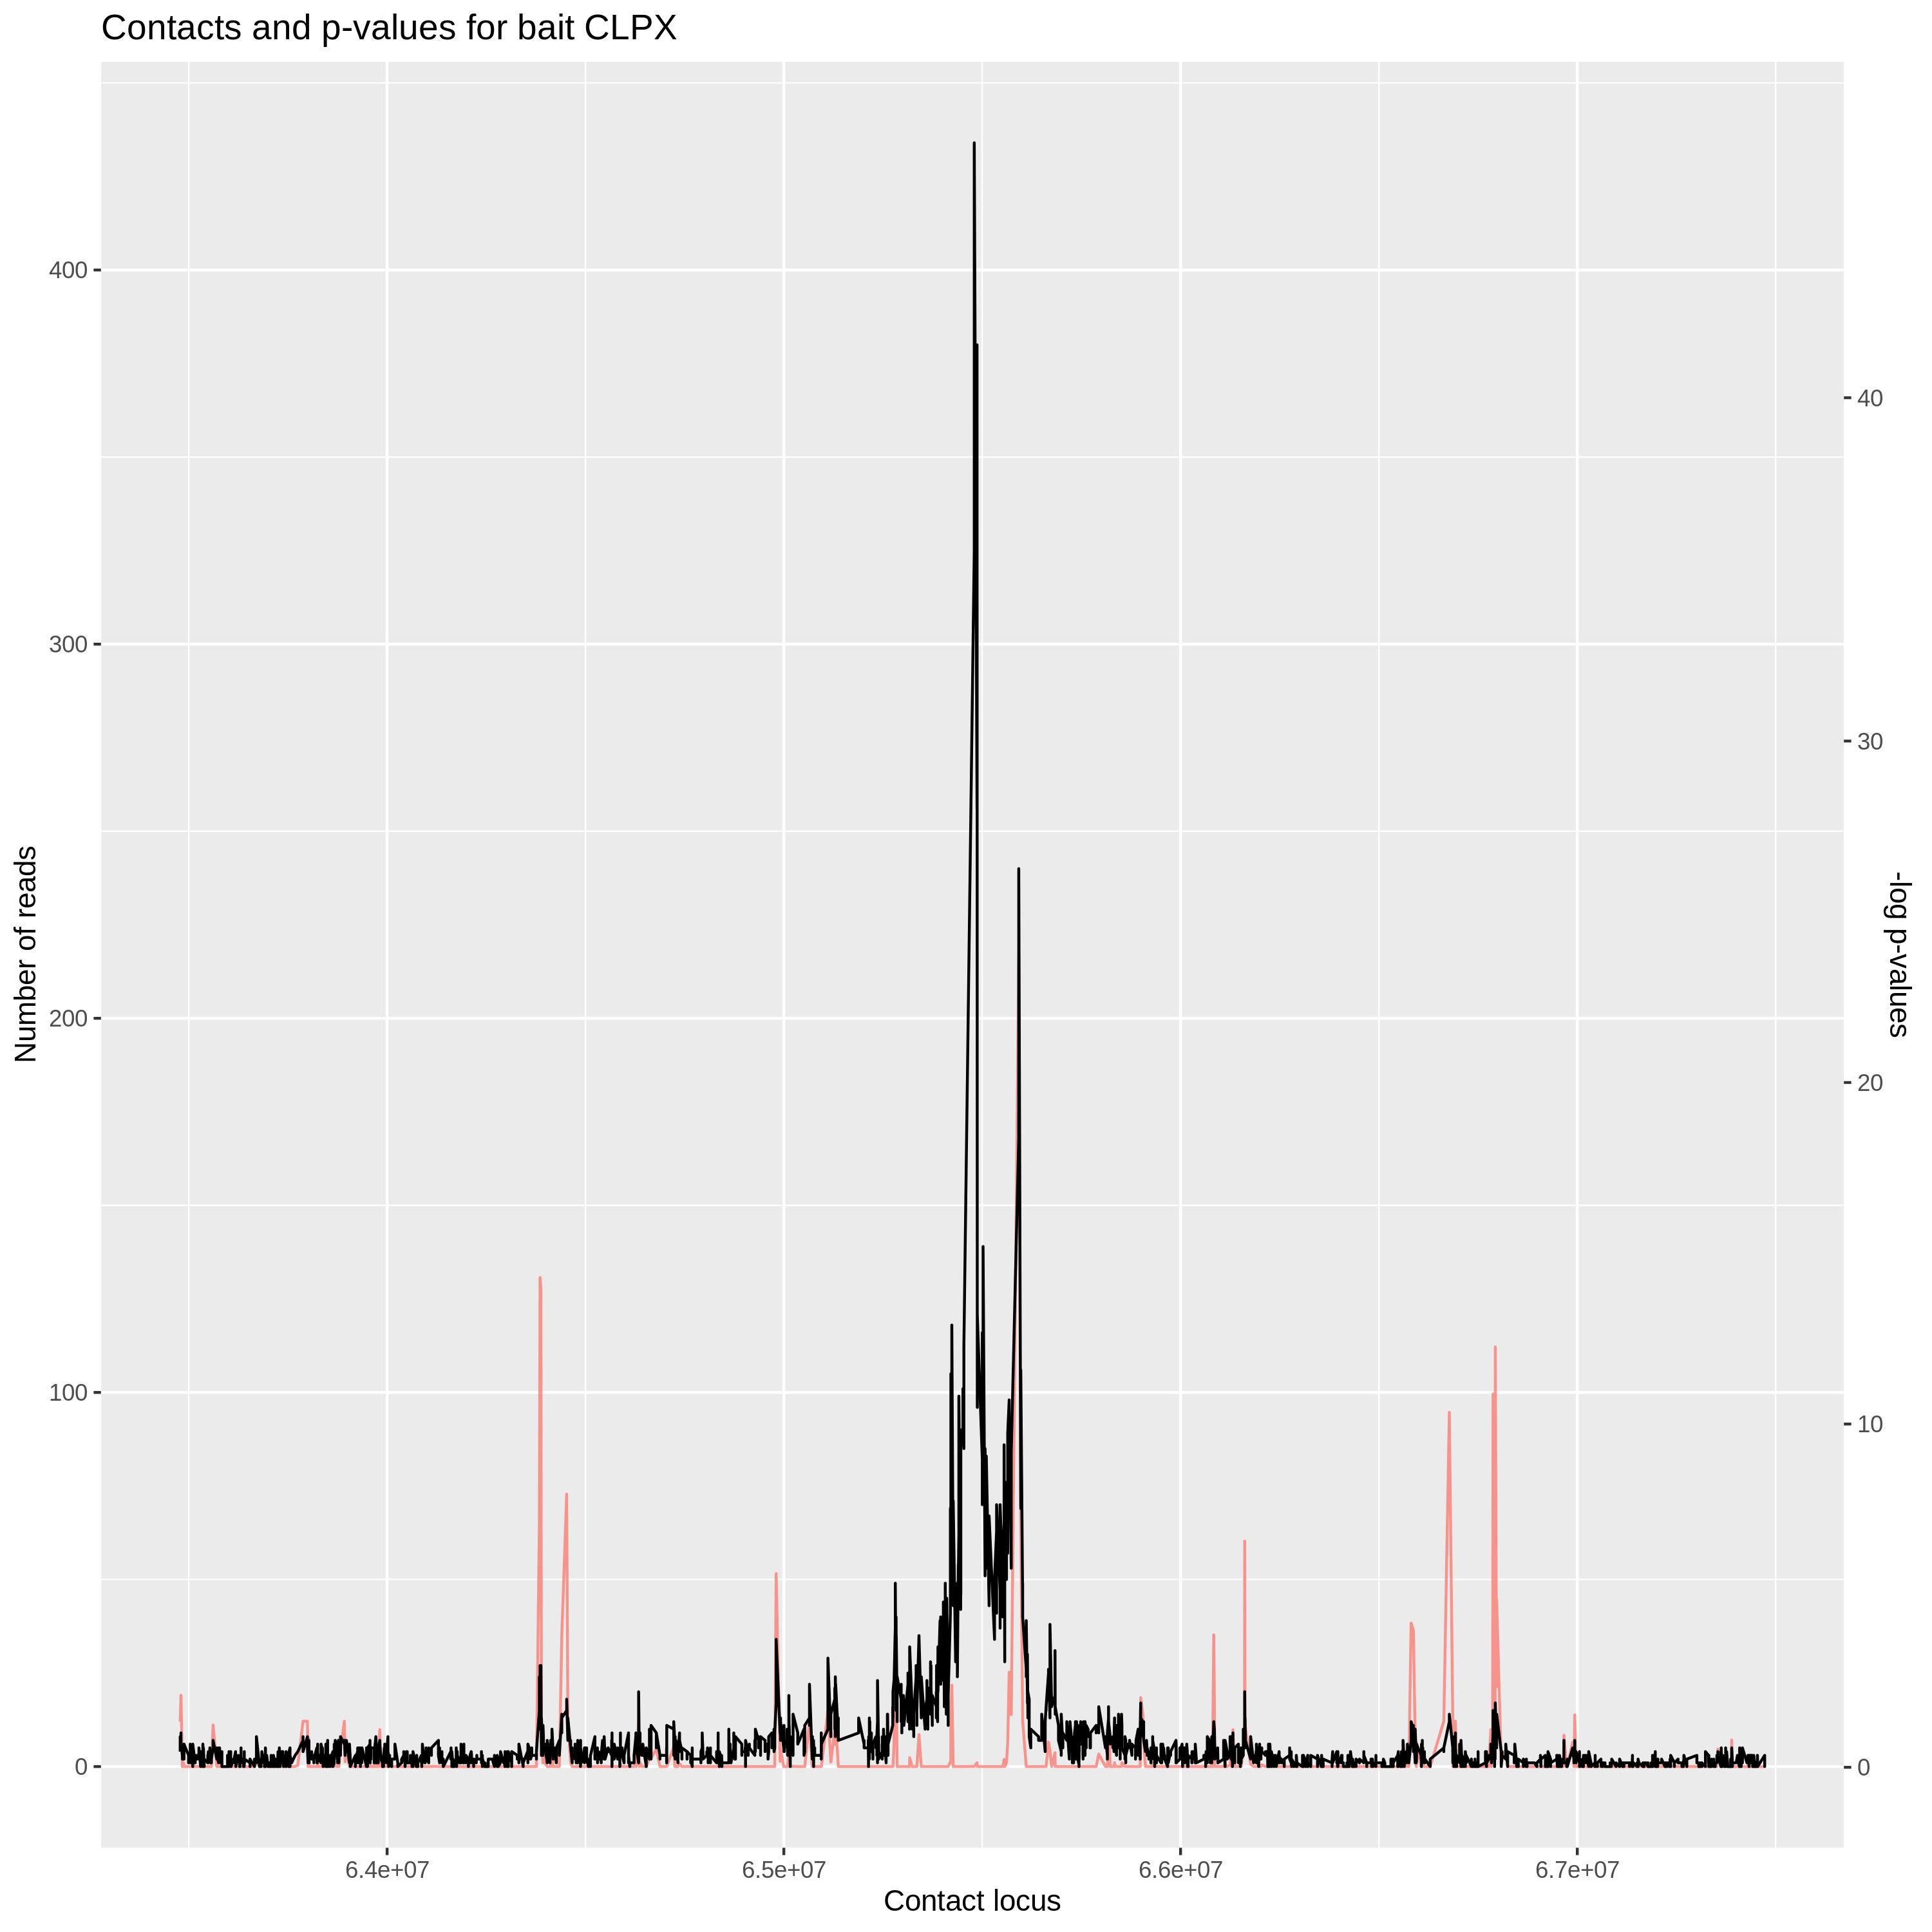 Contacts and p-values for bait CLPX
400
300
200
100
0
Number of reads
40
30
20
10
0
-log p-values
6.4e+07
6.5e+07
6.6e+07
6.7e+07
Contact locus